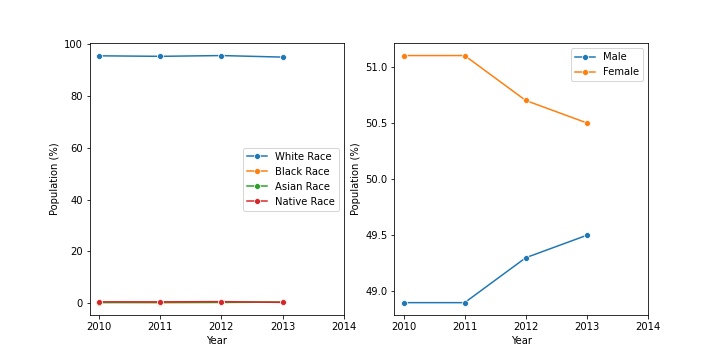 100
80
60
40
20
0
Population (%)
2010 2011 2012 2013 2014
Year
White Race
Black Race
Asian Race
Native Race
51.0
50.5
50.0
49.5
49.0
Population (%)
2010 2011 2012 2013 2014
Year
Male
Female